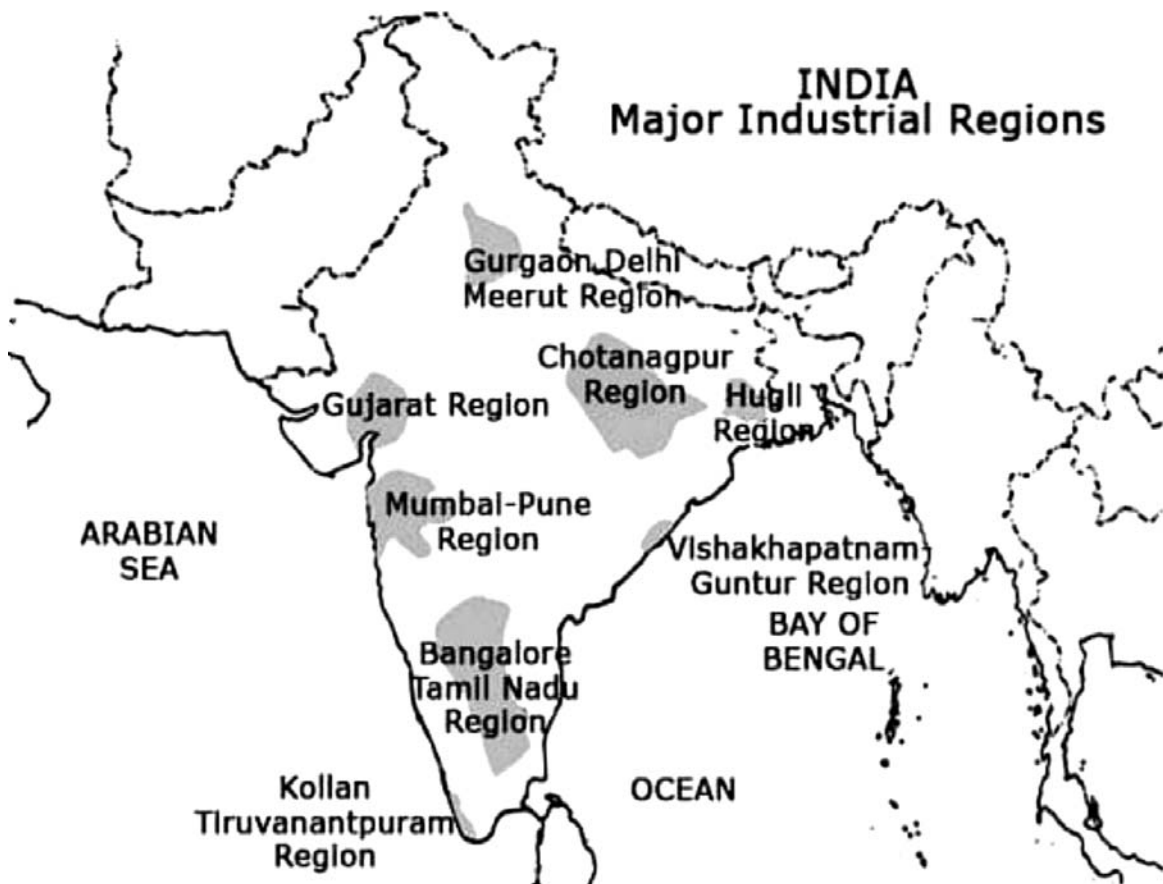 INDIA
Major Industrial Regions
Gurgaon Delhi
Meerut Region
Chotanagpur
Region
Hugli
Region
Gujarat Region
Mumbai-Pune
Region
ARABIAN
SEA
Vishakhapatnam-
Guntur Region
BAY OF
BENGAL
Bangalore
Tamil Nadu
Region
Kollan
Tiruvanantpuram
Region
OCEAN